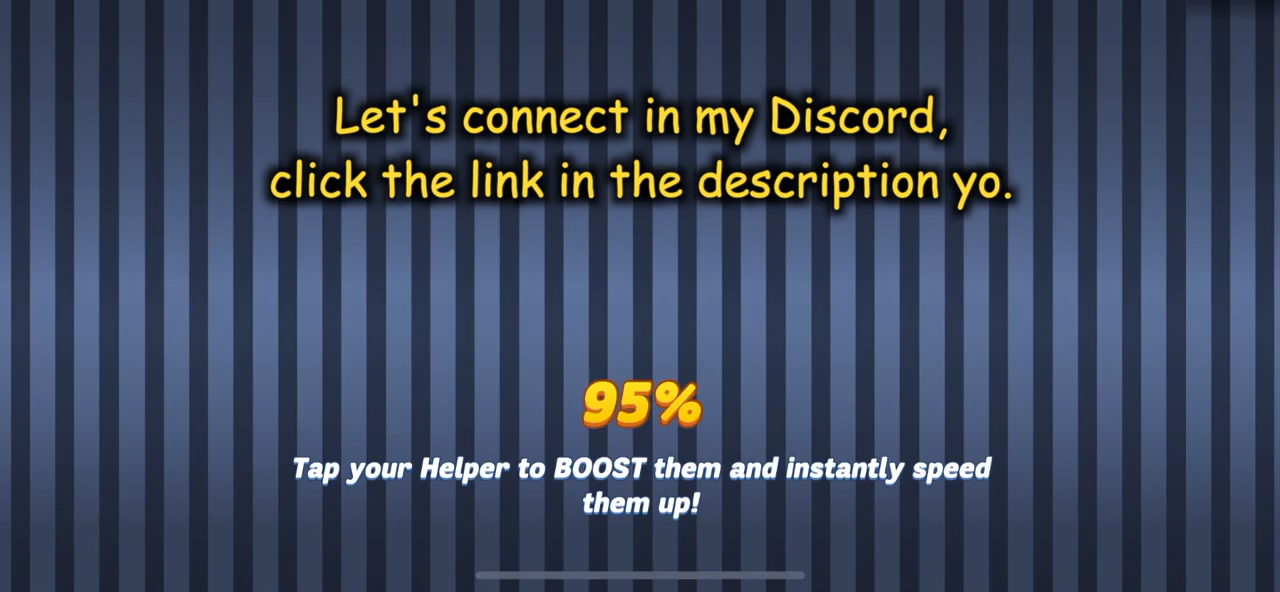 Let's connect in my Discord,
click the link in the description yo.
95%
Tap your Helper to BOOST them and instantly speed
them up!